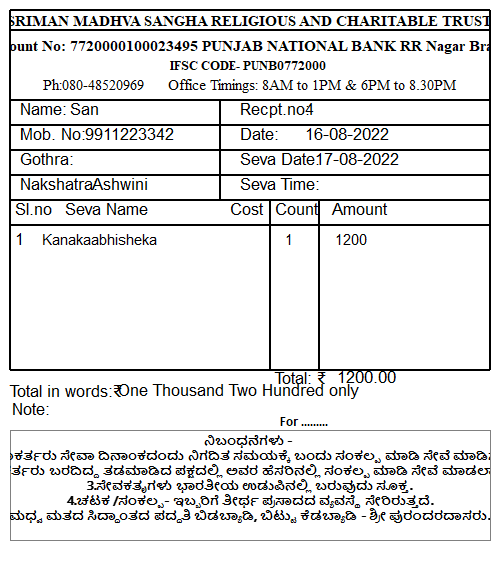 SRIMAN MADHVA SANGHA RELIGIOUS AND CHARITABLE TRUST
ount No: 7720000100023495 PUNJAB NATIONAL BANK RR Nagar Bra
IFSC CODE- PUNB0772000
Ph:080-48520969 Office Timings: 8AM to 1PM & 6PM to 8.30PM
Name: San Recpt.no4
Mob. No:9911223342 Date: 16-08-2022
Gothra: Seva Date17-08-2022
NakshatraAshwini Seva Time:
Sl.no Seva Name Cost Count Amount
1 Kanakaabhisheka 1 1200
Total: ₹ 1200.00
Total in words:₹One Thousand Two Hundred only
Note:
For .........
ನಿಬಂಧನೆಗಳು -
ಕರ್ತರು ಸೇವಾ ದಿನಾಂಕದಂದು ನಿಗದಿತ ಸಮಯಕ್ಕೆ ಬಂದು ಸಂಕಲ್ಪ ಮಾಡಿ ಸೇವೆ ಮಾಡಿ
ರ್ತರು ಬರದಿದ್ದ ತಡಮಾಡಿದ ಪಕ್ಷದಲ್ಲಿ ಅವರ ಹೆಸರಿನಲ್ಲಿ ಸಂಕಲ್ಪ ಮಾಡಿ ಸೇವೆ ಮಾಡಲಾ
3.ಸೇವಕರ್ತೃಗಳು ಭಾರತೀಯ ಉಡುಪಿನಲ್ಲಿ ಬರುವುದು ಸೂಕ್ತ.
4.ಚಟಕ /ಸಂಕಲ್ಪ- ಇಬ್ಬರಿಗೆ ತೀರ್ಥ ಪ್ರಸಾದದ ವ್ಯವಸ್ಥೆ ಸೇರಿರುತ್ತದೆ.
ಮಧ್ವ ಮತದ ಸಿದ್ಧಾಂತದ ಪದ್ಧತಿ ಬಿಡಬ್ಯಾಡಿ, ಬಿಟ್ಟು ಕೆಡಬ್ಯಾಡಿ - ಶ್ರೀ ಪುರಂದರದಾಸರು.